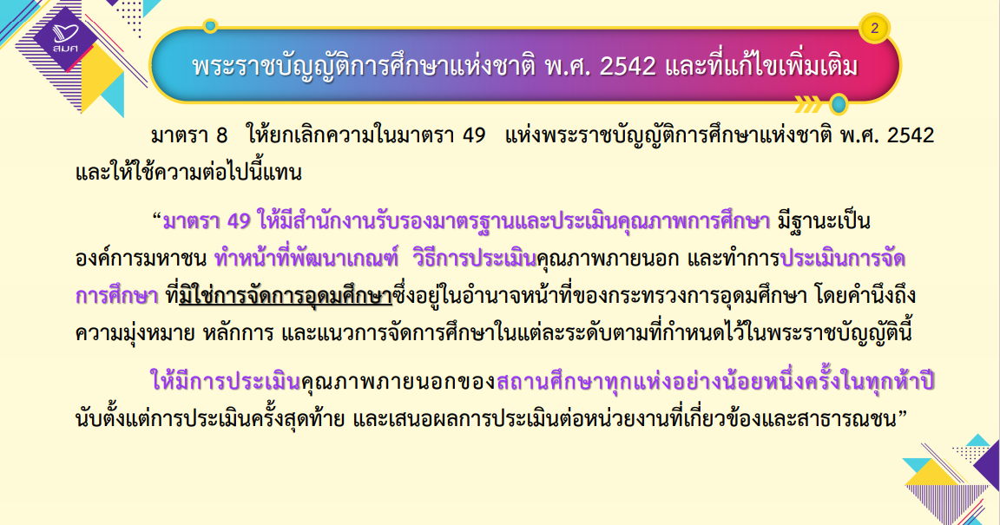 สมศ
2
พระราชบัญญัติการศึกษาแห่งชาติ พ.ศ. 2542 และที่แก้ไขเพิ่มเติม
มาตรา 8 ให้ยกเลิกความในมาตรา 49 แห่งพระราชบัญญัติการศึกษาแห่งชาติ พ.ศ. 2542
และให้ใช้ความต่อไปนี้แทน
“มาตรา 49 ให้มีสำนักงานรับรองมาตรฐานและประเมินคุณภาพการศึกษา มีฐานะเป็น
องค์การมหาชน ทำหน้าที่พัฒนาเกณฑ์ วิธีการประเมินคุณภาพภายนอก และทำการประเมินการจัด
การศึกษา ที่มิใช่การจัดการอุดมศึกษาซึ่งอยู่ในอำนาจหน้าที่ของกระทรวงการอุดมศึกษา โดยคำนึงถึง
ความมุ่งหมาย หลักการ และแนวการจัดการศึกษาในแต่ละระดับตามที่กำหนดไว้ในพระราชบัญญัตินี้
ให้มีการประเมินคุณภาพภายนอกของสถานศึกษาทุกแห่งอย่างน้อยหนึ่งครั้งในทุกห้าปี
นับตั้งแต่การประเมินครั้งสุดท้าย และเสนอผลการประเมินต่อหน่วยงานที่เกี่ยวข้องและสาธารณชน”